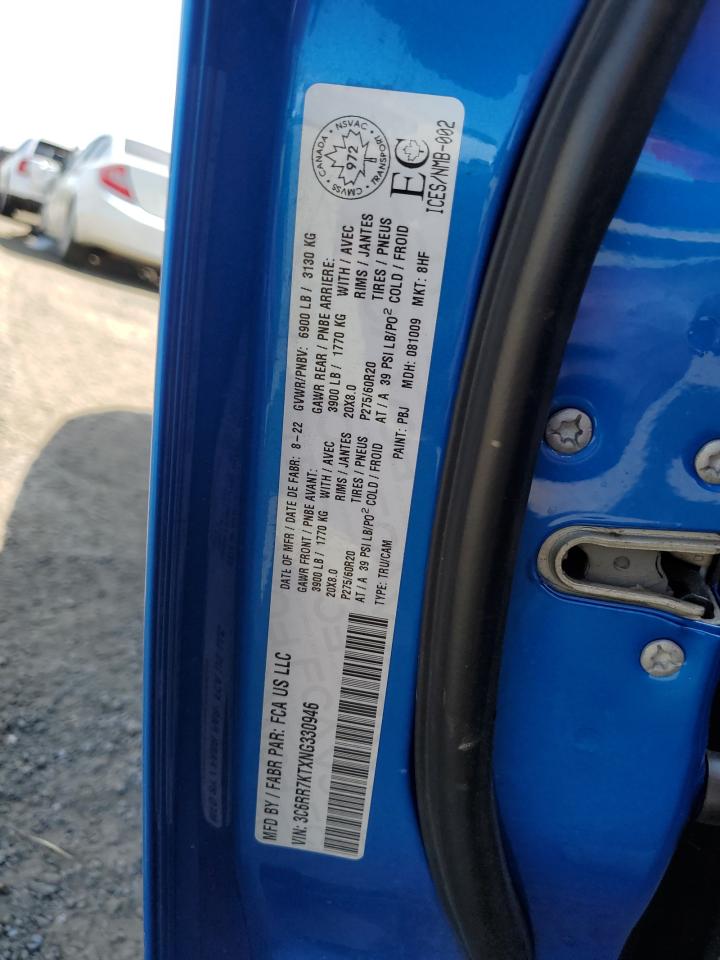 MFD BY / FABR PAR: FCA US LLC
VIN: 3C6RR7KTXNG330946
DATE OF MFR / DATE DE FABR: 8-22 GVWR/PNBV: 6900 LB / 3130 KG
GAWR FRONT / PNBE AVANT: GAWR REAR / PNBE ARRIERE:
3900 LB / 1770 KG WITH / AVEC 3900 LB / 1770 KG WITH / AVEC
20X8.0 RIMS / JANTES 20X8.0 RIMS / JANTES
P275/60R20 TIRES / PNEUS P275/60R20 TIRES / PNEUS
AT / A 39 PSI LB/PO² COLD / FROID AT / A 39 PSI LB/PO² COLD / FROID
TYPE: TRU/CAM PAINT: PBJ MDH: 081009 MKT: 8HF
CMVSS • CANADA • NSVAC • TRANSPORT
972
EC
ICES/NMB-002